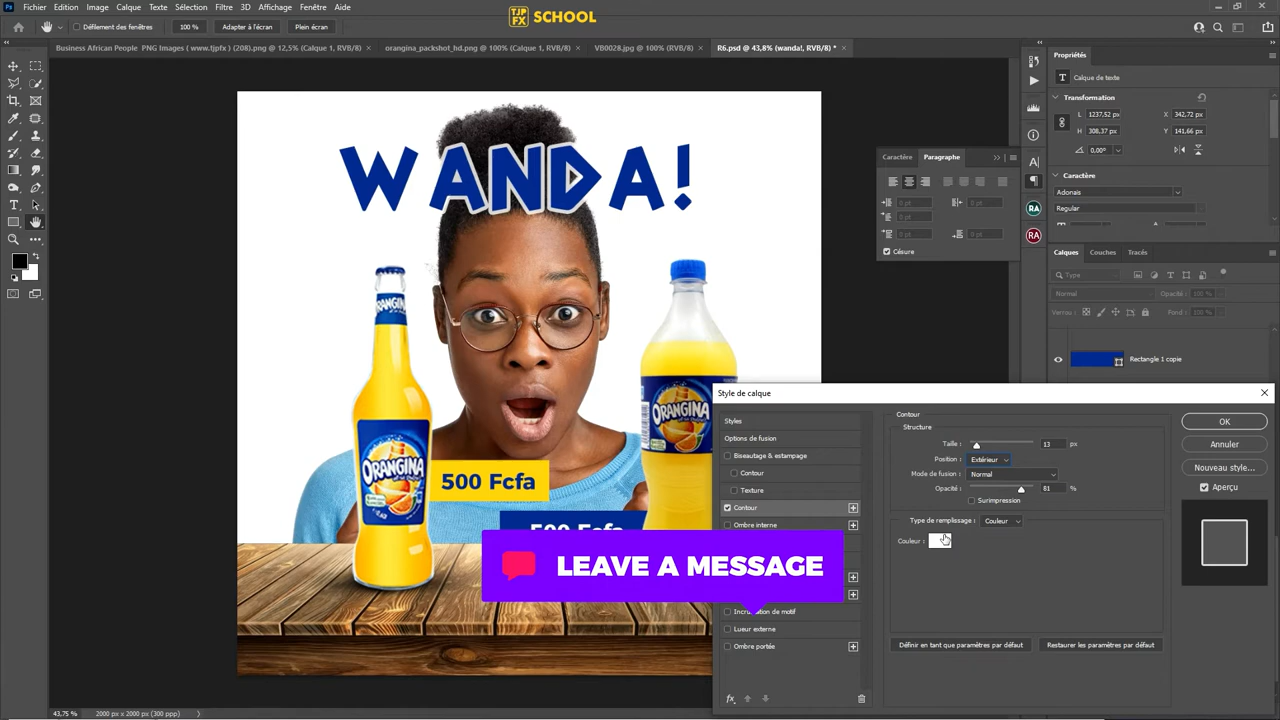 Fichier Edition Image Calque Texte Sélection Filtre 3D Affichage Fenêtre Aide
TJP FX SCHOOL
Défilement des fenêtres 100 % Adapter à l'écran Plein écran
Business African People PNG Images ( www.tjpfx ) (208).png @ 12,5% (Calque 1, RVB/8) orangina_packshot_hd.png @ 100% (Calque 1, RVB/8) VB0028.jpg @ 100% (RVB/8) R6.psd @ 43,8% (wanda!, RVB/8) *
Propriétés
Calque de texte
Transformation
L 1237,52 px X 342,72 px
H 308,37 px Y 141,66 px
0,00°
Caractère Paragraphe
0 pt 0 pt
0 pt
0 pt 0 pt
Césure
Caractère
Adonais
Regular
Calques Couches Tracés
Type
Normal Opacité : 100 %
Verrou : Fond : 100 %
Rectangle 1 copie
WANDA!
ORANGINA
ORANGINA
ORANGINA
500 Fcfa
500 Fcfa
LEAVE A MESSAGE
Style de calque
Styles
Options de fusion
Biseautage & estampage
Contour
Texture
Contour
Ombre interne
Incrustation de motif
Lueur externe
Ombre portée
fx
Contour
Structure
Taille : 13 px
Position : Extérieur
Mode de fusion : Normal
Opacité : 81 %
Surimpression
Type de remplissage : Couleur
Couleur :
Définir en tant que paramètres par défaut Restaurer les paramètres par défaut
OK
Annuler
Nouveau style...
Aperçu
43,75 % 2000 px x 2000 px (300 ppp)